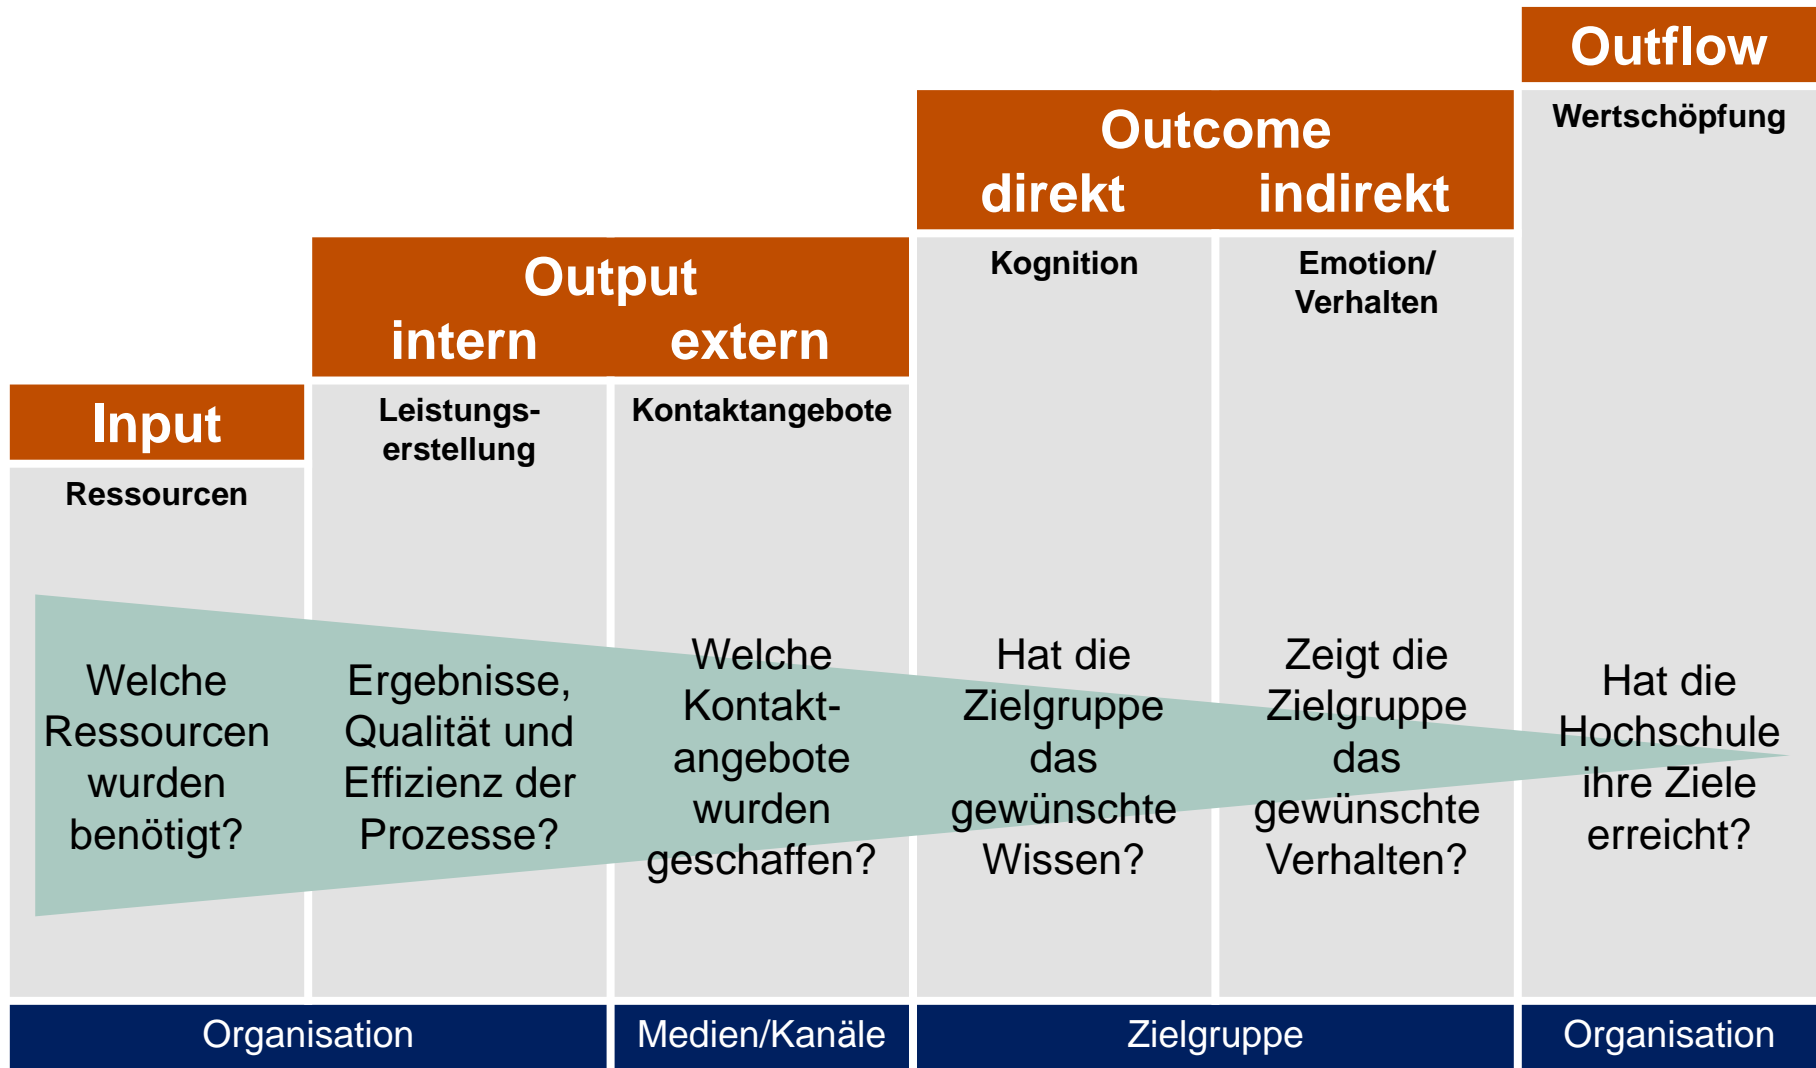 Input
Ressourcen
Welche
Ressourcen
wurden
benötigt?
Output
intern extern
Leistungs-
erstellung
Ergebnisse,
Qualität und
Effizienz der
Prozesse?
Kontaktangebote
Welche
Kontakt-
angebote
wurden
geschaffen?
Outcome
direkt indirekt
Kognition
Hat die
Zielgruppe
das
gewünschte
Wissen?
Emotion/
Verhalten
Zeigt die
Zielgruppe
das
gewünschte
Verhalten?
Outflow
Wertschöpfung
Hat die
Hochschule
ihre Ziele
erreicht?
Organisation
Medien/Kanäle
Zielgruppe
Organisation